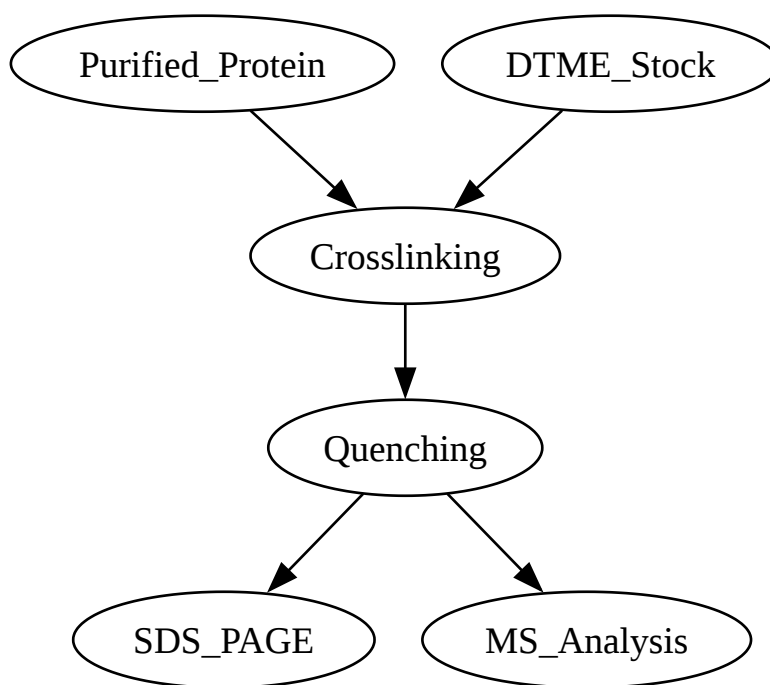 Purified_Protein
DTME_Stock
Crosslinking
Quenching
SDS_PAGE
MS_Analysis